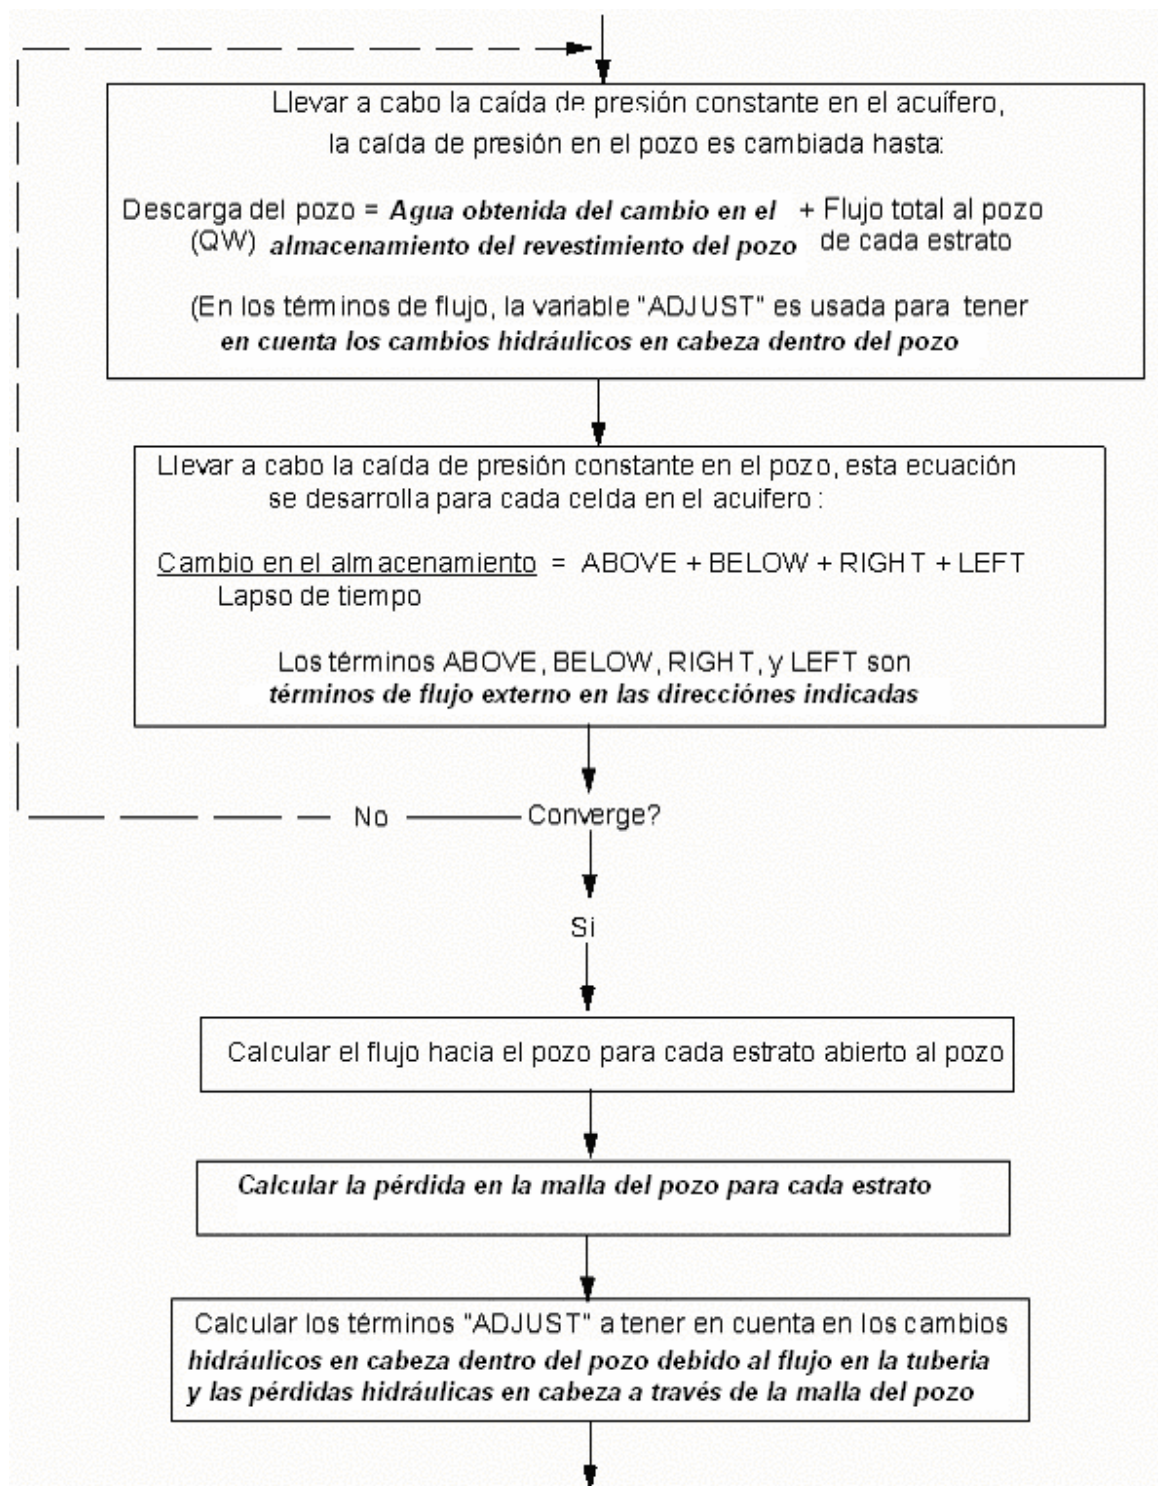 Llevar a cabo la caída de presión constante en el acuífero,
la caída de presión en el pozo es cambiada hasta:
Descarga del pozo = Agua obtenida del cambio en el + Flujo total al pozo
(QW) almacenamiento del revestimiento del pozo de cada estrato
(En los términos de flujo, la variable "ADJUST" es usada para tener
en cuenta los cambios hidráulicos en cabeza dentro del pozo
Llevar a cabo la caída de presión constante en el pozo, esta ecuación
se desarrolla para cada celda en el acuifero :
Cambio en el almacenamiento = ABOVE + BELOW + RIGHT + LEFT
Lapso de tiempo
Los términos ABOVE, BELOW, RIGHT, y LEFT son
términos de flujo externo en las direcciónes indicadas
No Converge?
Si
Calcular el flujo hacia el pozo para cada estrato abierto al pozo
Calcular la pérdida en la malla del pozo para cada estrato
Calcular los términos "ADJUST" a tener en cuenta en los cambios
hidráulicos en cabeza dentro del pozo debido al flujo en la tuberia
y las pérdidas hidráulicas en cabeza a través de la malla del pozo